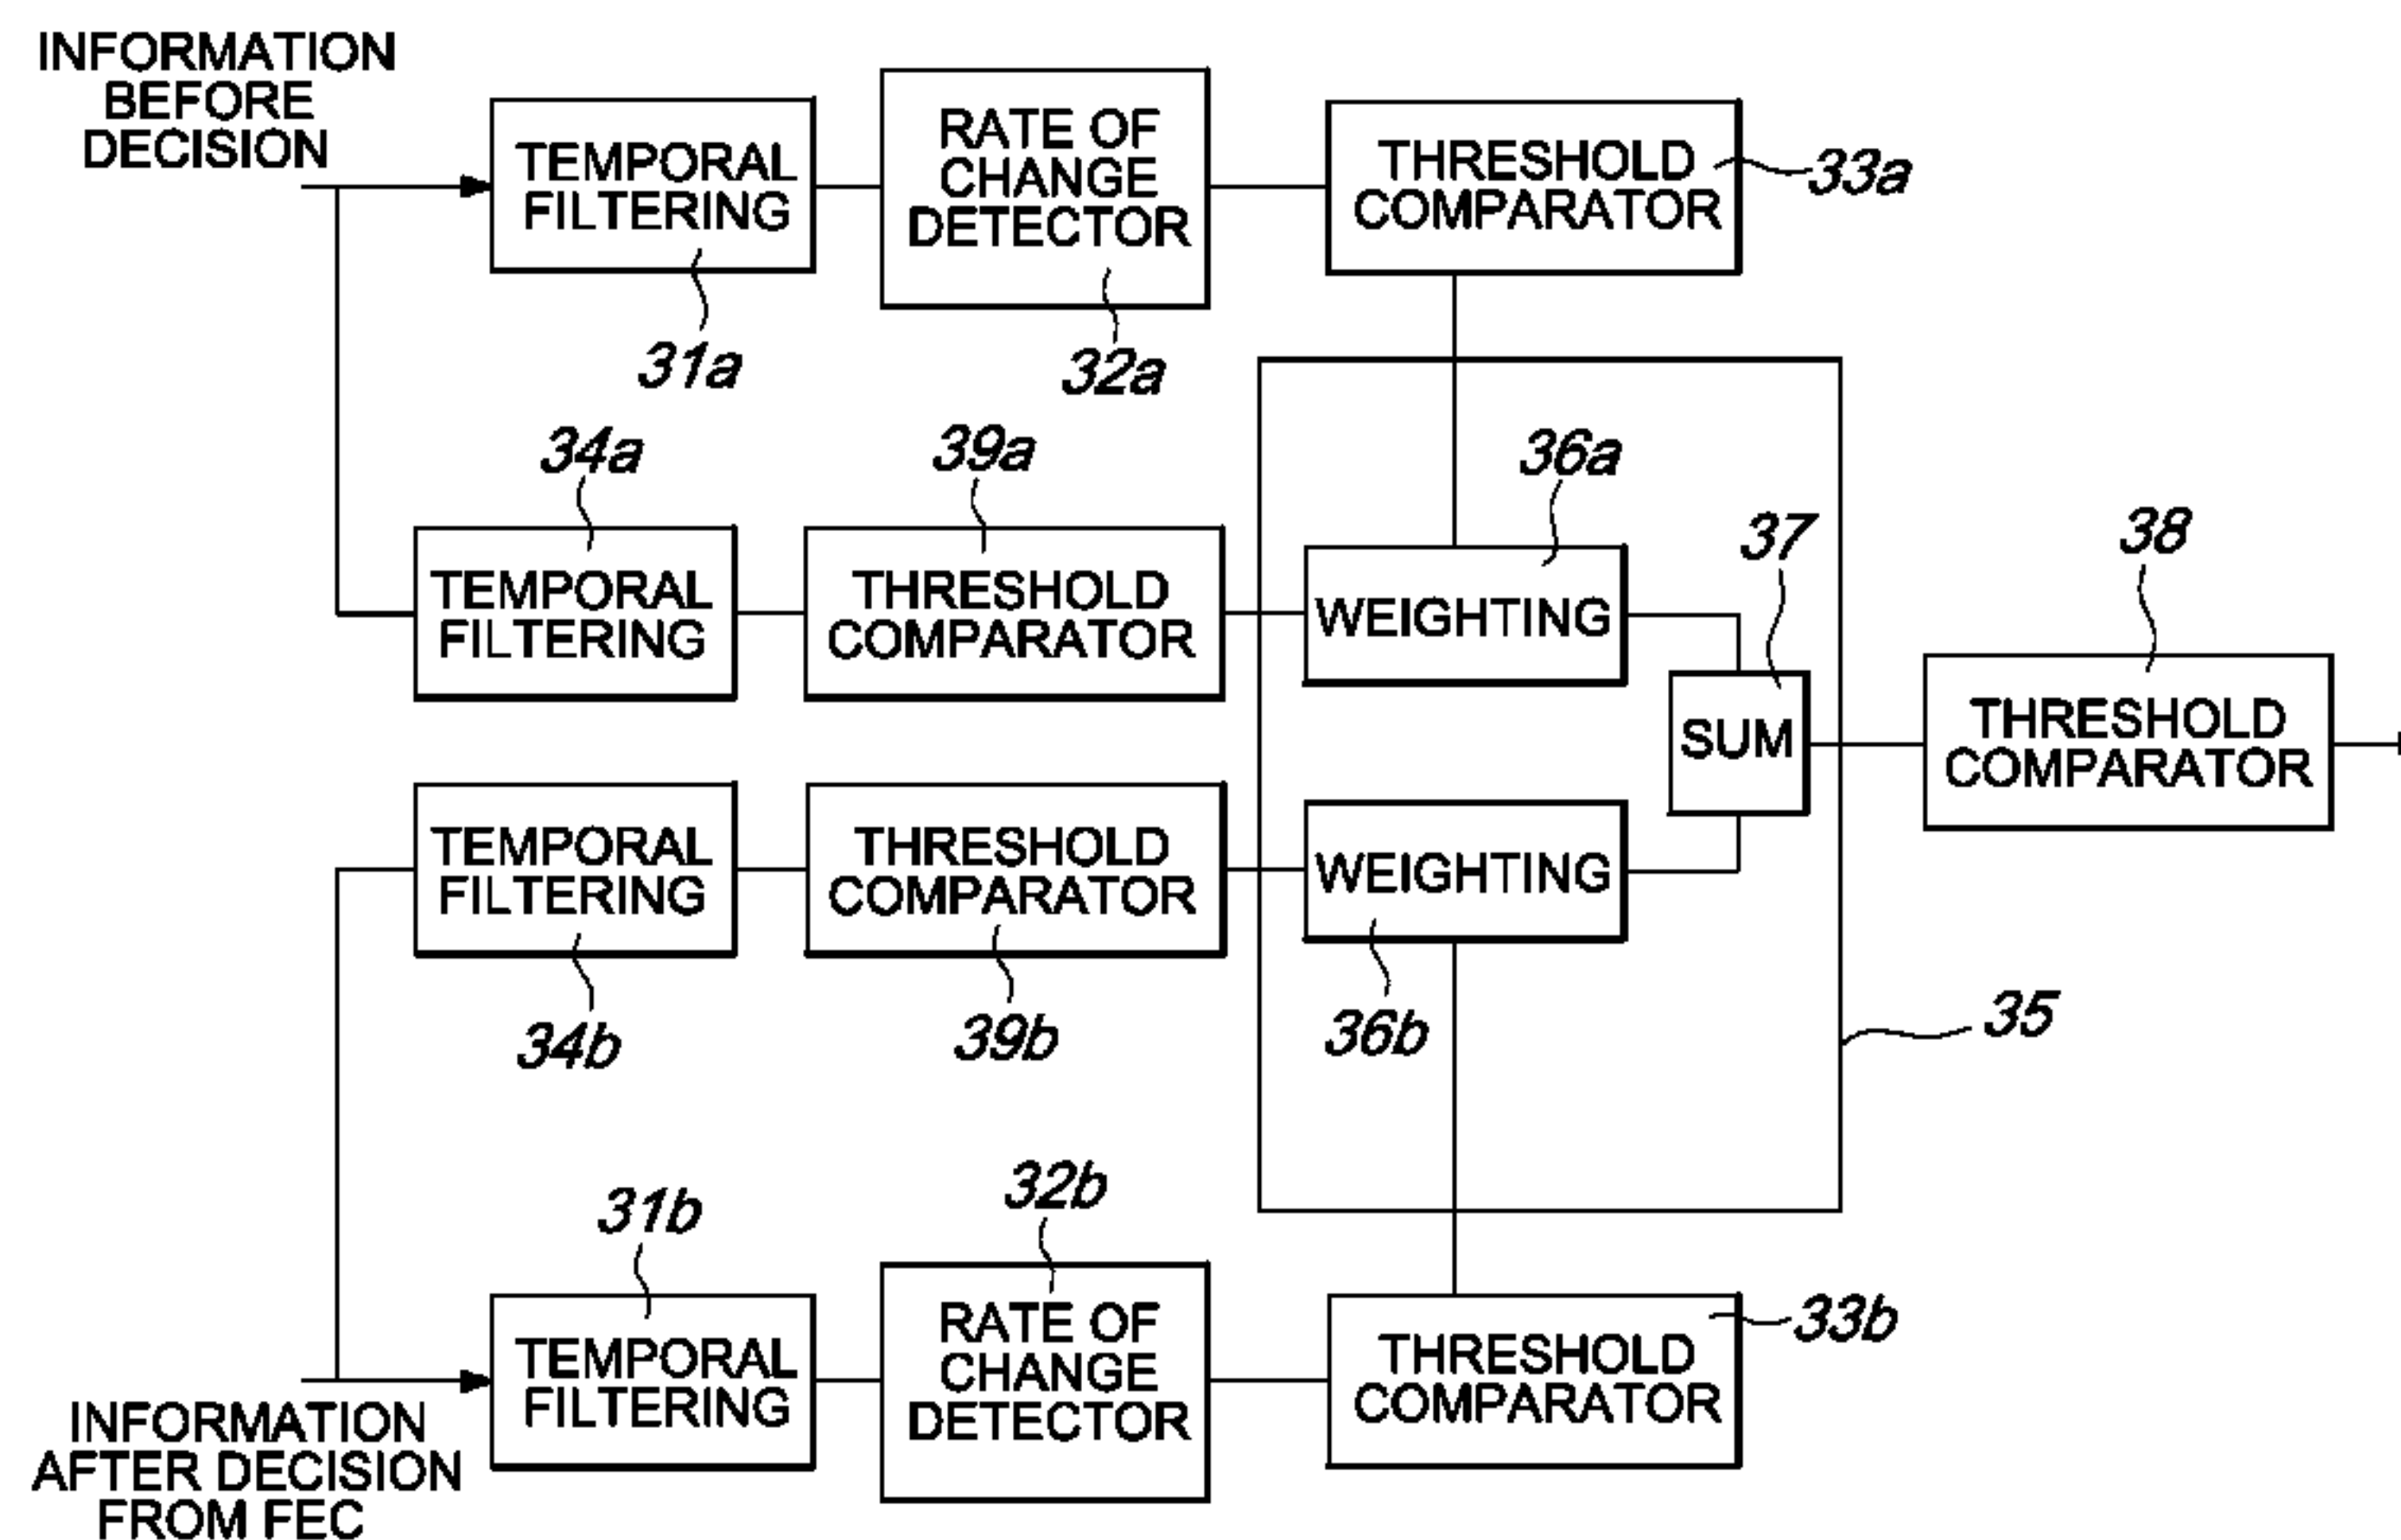 INFORMATION
BEFORE
DECISION
TEMPORAL
FILTERING
31a
RATE OF
CHANGE
DETECTOR
32a
THRESHOLD
COMPARATOR
33a
34a
TEMPORAL
FILTERING
39a
THRESHOLD
COMPARATOR
36a
WEIGHTING
37
SUM
38
THRESHOLD
COMPARATOR
TEMPORAL
FILTERING
34b
THRESHOLD
COMPARATOR
39b
WEIGHTING
36b
35
31b
TEMPORAL
FILTERING
32b
RATE OF
CHANGE
DETECTOR
THRESHOLD
COMPARATOR
33b
INFORMATION
AFTER DECISION
FROM FEC